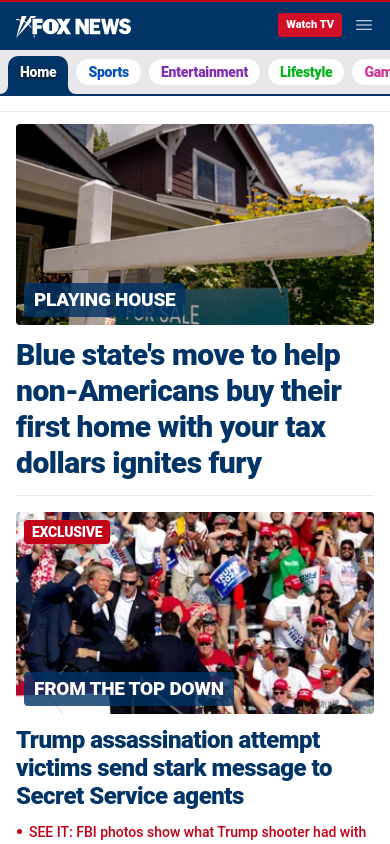 FOX NEWS
Watch TV
Home Sports Entertainment Lifestyle Gam
FOR SALE
PLAYING HOUSE
Blue state's move to help
non-Americans buy their
first home with your tax
dollars ignites fury
EXCLUSIVE
TRUMP
FROM THE TOP DOWN
Trump assassination attempt
victims send stark message to
Secret Service agents
• SEE IT: FBI photos show what Trump shooter had with